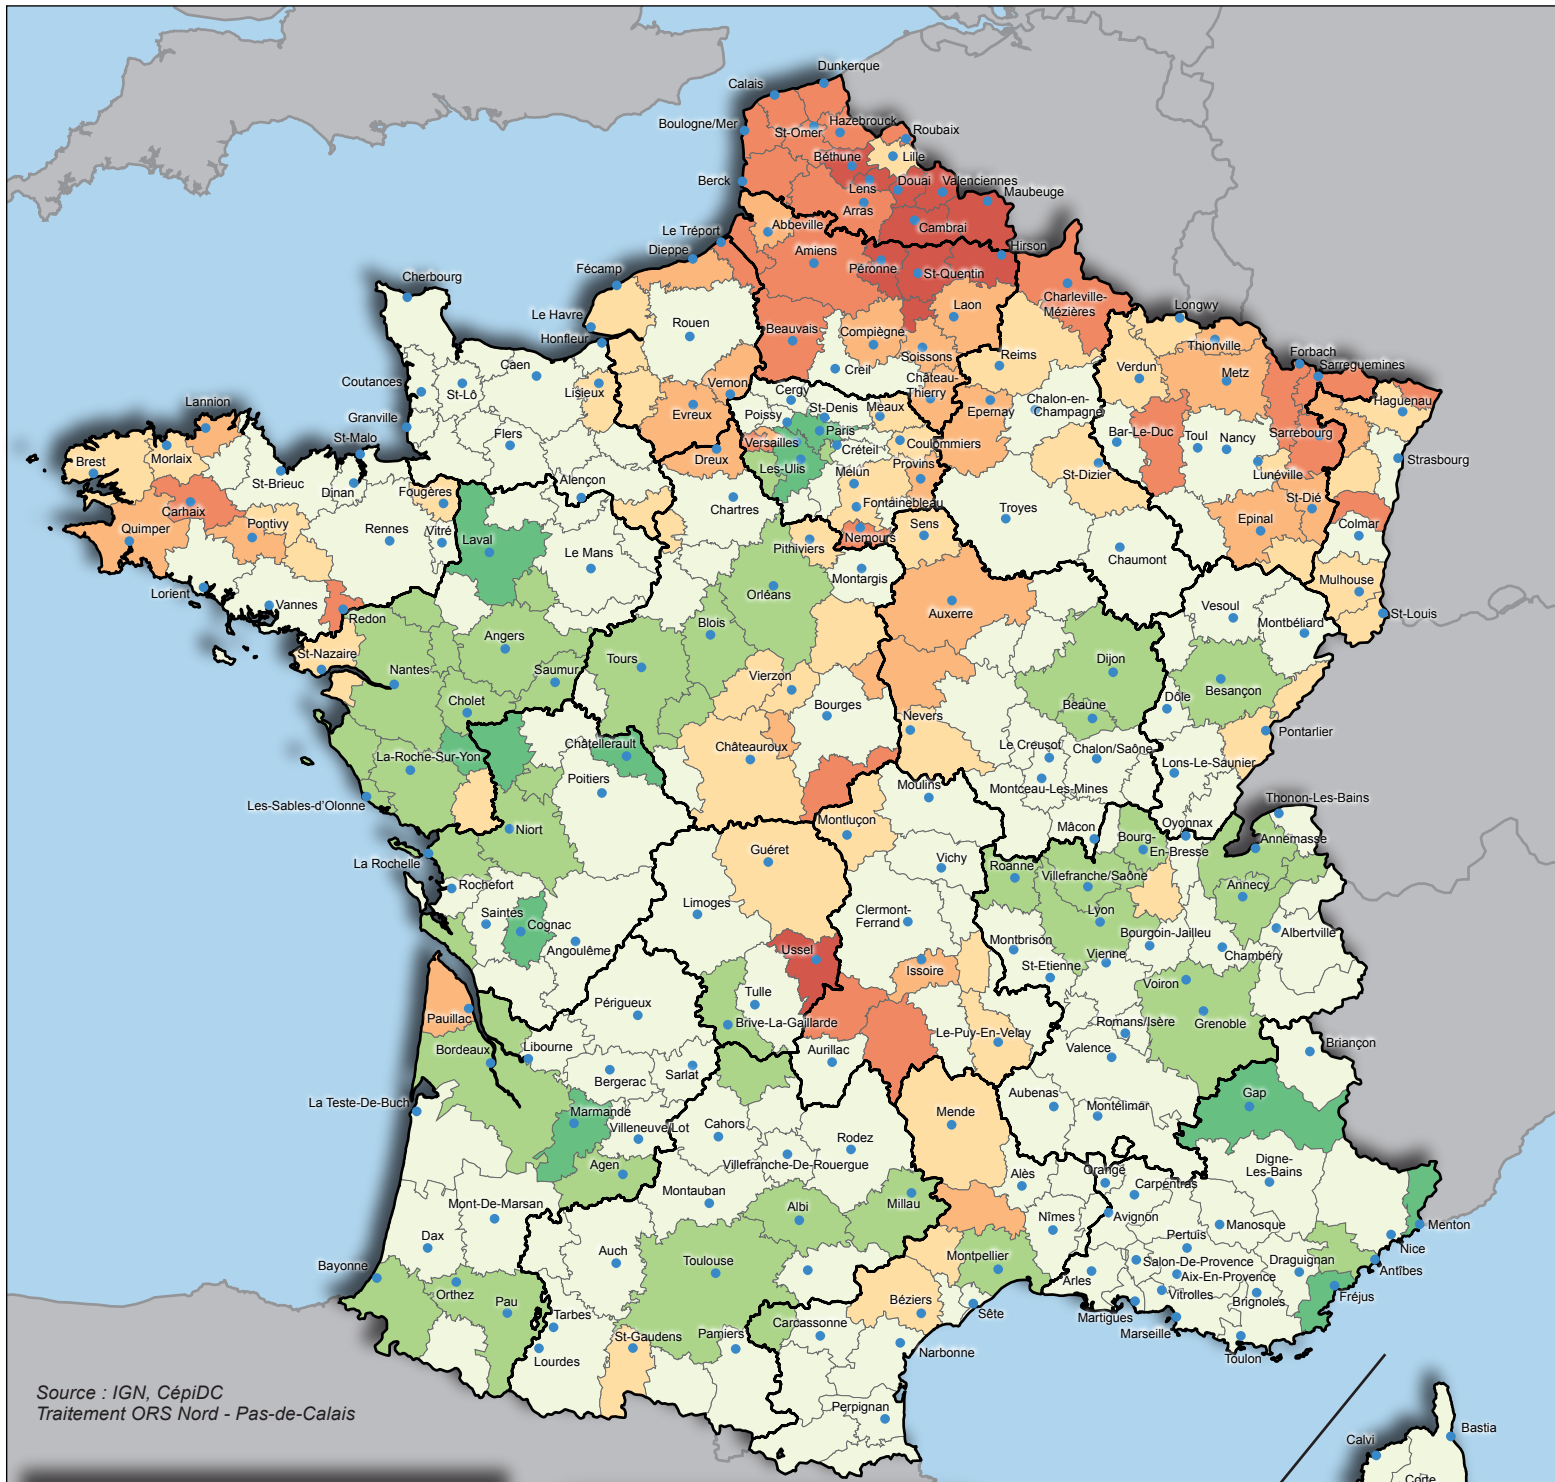 Dunkerque
Calais
Boulogne/Mer
Hazebrouck
St-Omer
Roubaix
Béthune
Lille
Berck
Lens
Douai
Valenciennes
Maubeuge
Arras
Cambrai
Abbeville
Le Tréport
Amiens
Hirson
Dieppe
Péronne
St-Quentin
Cherbourg
Fécamp
Charleville-
Mézières
Laon
Longwy
Le Havre
Rouen
Beauvais
Compiègne
Honfleur
Soissons
Reims
Thionville
Forbach
Sarreguemines
Caen
Creil
Château-
Thierry
Verdun
Metz
Coutances
St-Lô
Lisieux
Vernon
Cergy
Haguenau
Lannion
Granville
Evreux
Poissy
St-Denis
Meaux
Epernay
Chalon-en-
Champagne
Flers
Paris
Bar-Le-Duc
Toul
Nancy
Sarrebourg
St-Malo
Versailles
Créteil
Coulommiers
Morlaix
Brest
Dreux
Les-Ulis
Melun
Provins
St-Dizier
Lunéville
Strasbourg
St-Brieuc
Dinan
Fougères
Alençon
Chartres
Fontainebleau
St-Dié
Carhaix
Pontivy
Troyes
Epinal
Colmar
Quimper
Rennes
Vitré
Laval
Le Mans
Nemours
Sens
Pithiviers
Chaumont
Montargis
Mulhouse
Lorient
Vannes
Orléans
Redon
Auxerre
Vesoul
St-Louis
Montbéliard
Angers
Blois
St-Nazaire
Nantes
Saumur
Tours
Dijon
Vierzon
Besançon
Cholet
Bourges
Beaune
Dôle
Nevers
Châtellerault
Châteauroux
Pontarlier
La-Roche-Sur-Yon
Le Creusot
Chalon/Saône
Lons-Le-Saunier
Poitiers
Moulins
Montceau-Les-Mines
Les-Sables-d'Olonne
Thonon-Les-Bains
Montluçon
Mâcon
Oyonnax
Niort
Bourg-
En-Bresse
Annemasse
Guéret
La Rochelle
Vichy
Roanne
Villefranche/Saône
Rochefort
Annecy
Limoges
Clermont-
Ferrand
Lyon
Saintes
Cognac
Bourgoin-Jailleu
Albertville
Angoulême
Ussel
Montbrison
Vienne
Chambéry
Issoire
St-Etienne
Tulle
Voiron
Périgueux
Pauillac
Brive-La-Gaillarde
Le-Puy-En-Velay
Romans/Isère
Grenoble
Bordeaux
Libourne
Aurillac
Valence
Briançon
Bergerac
Sarlat
Aubenas
Gap
La Teste-De-Buch
Marmande
Mende
Montélimar
Villeneuve/Lot
Cahors
Rodez
Agen
Villefranche-De-Rouergue
Digne-
Les-Bains
Alès
Orange
Carpentras
Mont-De-Marsan
Montauban
Albi
Millau
Nîmes
Avignon
Manosque
Menton
Dax
Pertuis
Nice
Auch
Toulouse
Montpellier
Salon-De-Provence
Draguignan
Antîbes
Bayonne
Arles
Aix-En-Provence
Orthez
Béziers
Vitrolles
Brignoles
Fréjus
Pau
Tarbes
Sête
Martigues
Carcassonne
Marseille
St-Gaudens
Pamiers
Lourdes
Narbonne
Toulon
Source : IGN, CépiDC
Traitement ORS Nord - Pas-de-Calais
Perpignan
Bastia
Calvi
Corte